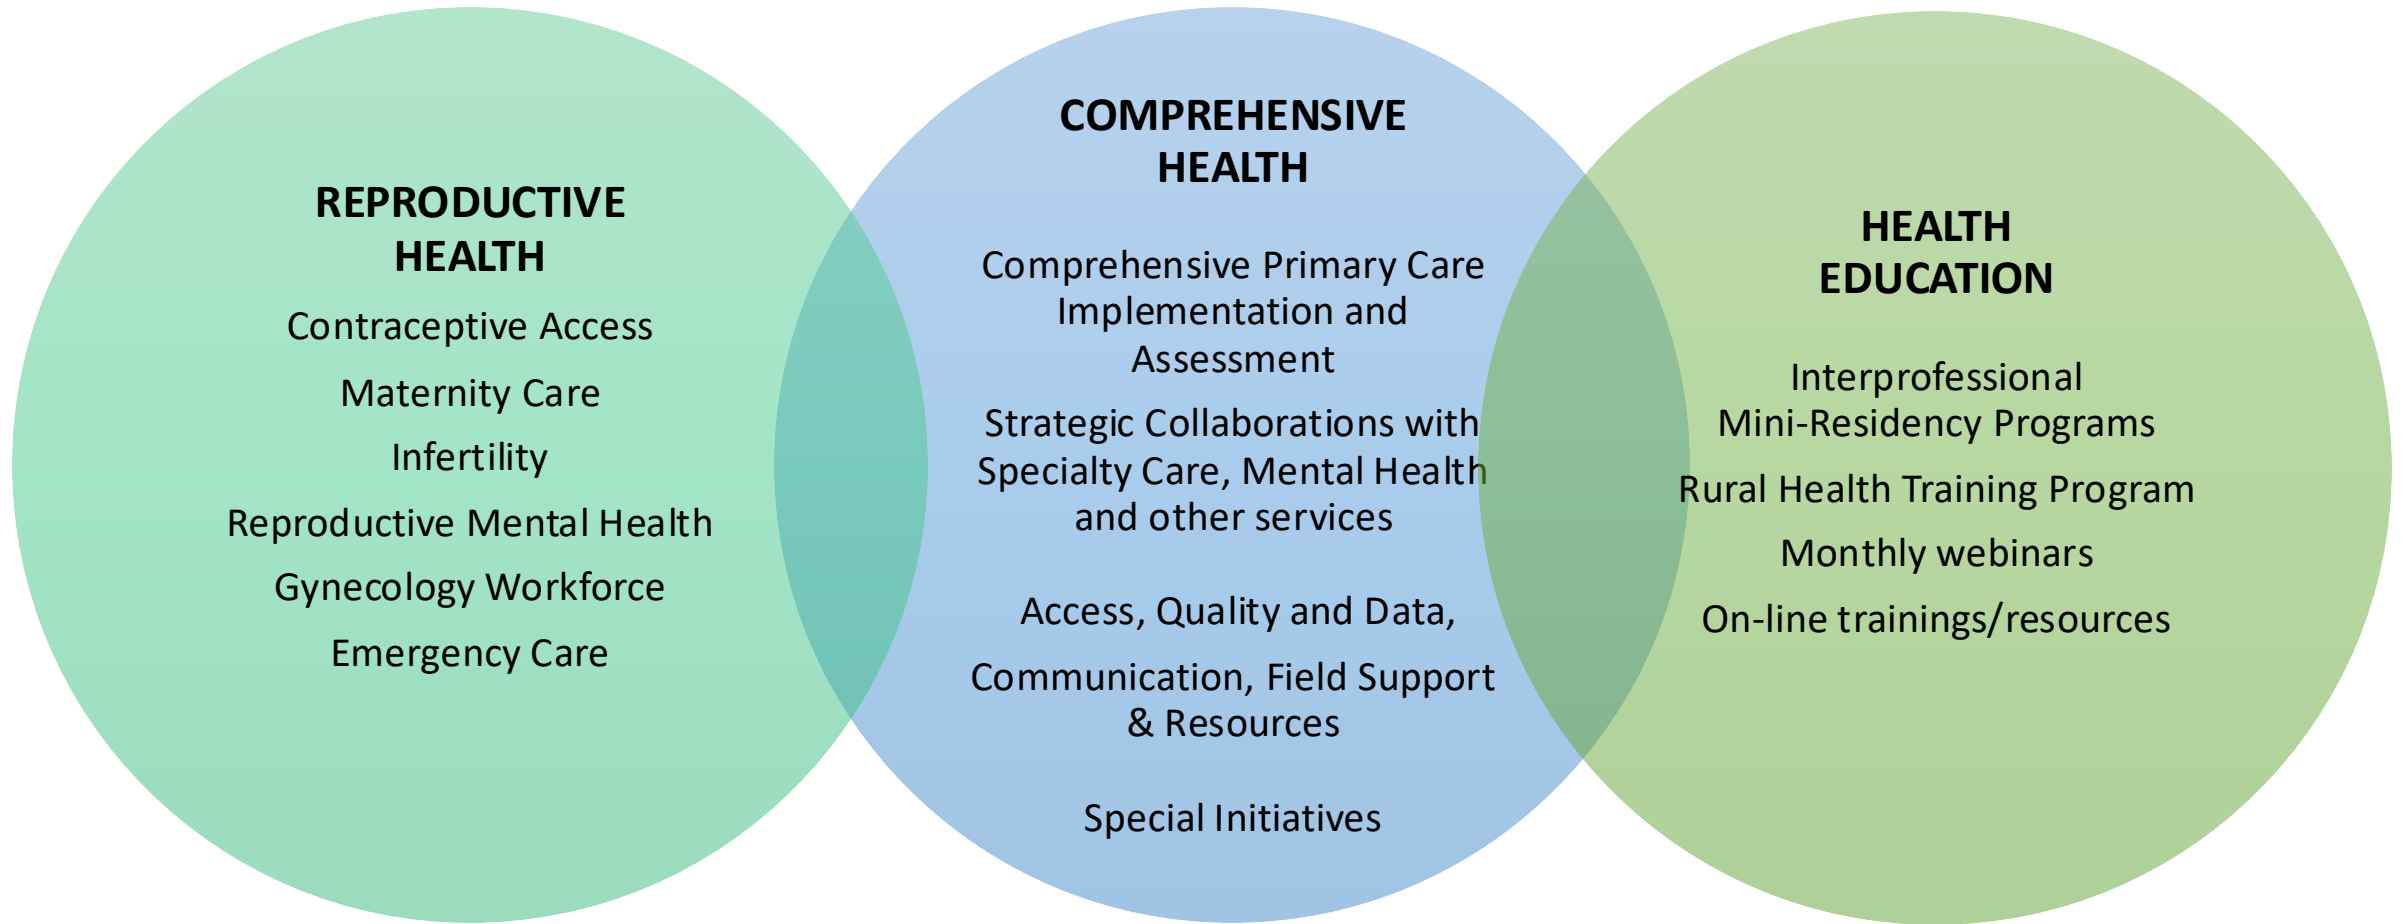 REPRODUCTIVE
HEALTH
Contraceptive Access
Maternity Care
Infertility
Reproductive Mental Health
Gynecology Workforce
Emergency Care
COMPREHENSIVE
HEALTH
Comprehensive Primary Care
Implementation and
Assessment
Strategic Collaborations with
Specialty Care, Mental Health
and other services
Access, Quality and Data,
Communication, Field Support
& Resources
Special Initiatives
HEALTH
EDUCATION
Interprofessional
Mini-Residency Programs
Rural Health Training Program
Monthly webinars
On-line trainings/resources